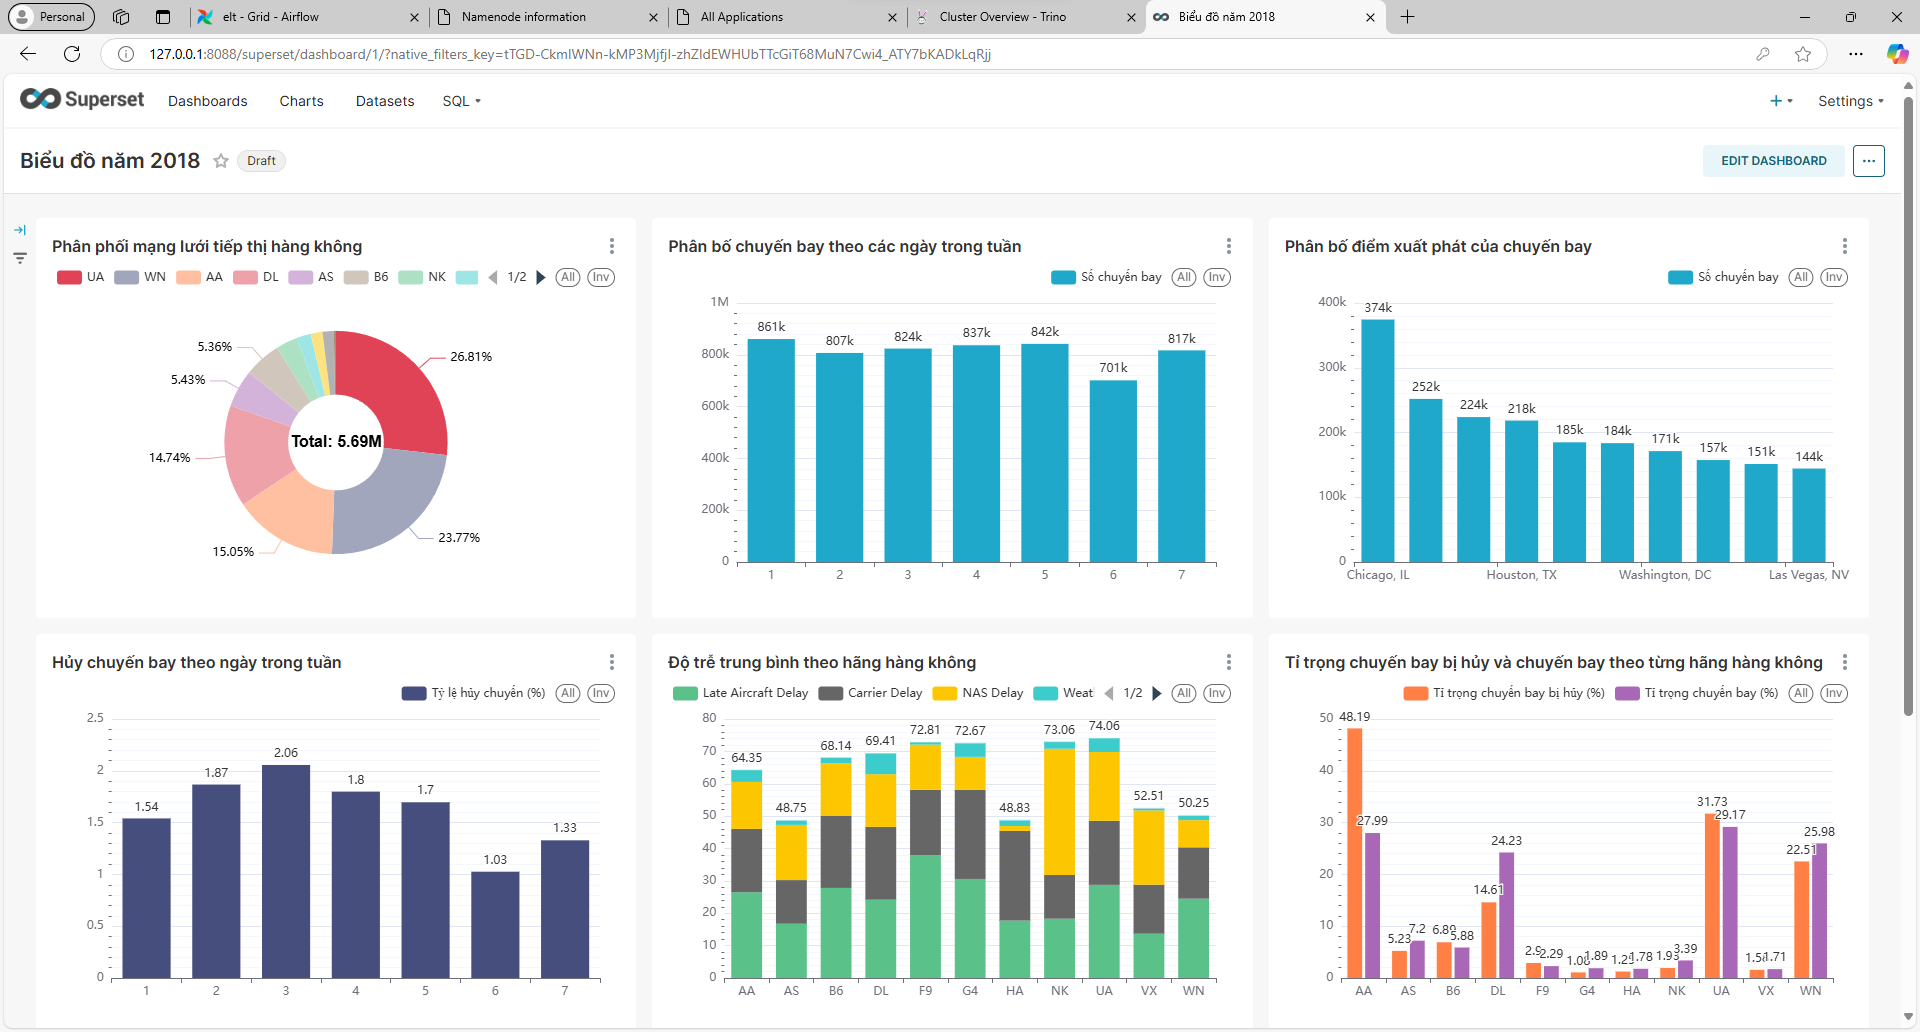 Personal
elt - Grid - Airflow
Namenode information
All Applications
Cluster Overview - Trino
Biểu đồ năm 2018
127.0.0.1:8088/superset/dashboard/1/?native_filters_key=tTGD-CkmIWNn-kMP3MjfjI-zhZIdEWHUbTTcGiT68MuN7Cwi4_ATY7bKADkLqRjj
Superset
Dashboards
Charts
Datasets
SQL
Settings
Biểu đồ năm 2018
Draft
EDIT DASHBOARD
Phân phối mạng lưới tiếp thị hàng không
UA WN AA DL AS B6 NK 1/2 All Inv
5.36%
26.81%
5.43%
Total: 5.69M
14.74%
23.77%
15.05%
Phân bố chuyến bay theo các ngày trong tuần
Số chuyến bay All Inv
1M
800k
600k
400k
200k
0
861k 807k 824k 837k 842k 701k 817k
1 2 3 4 5 6 7
Phân bố điểm xuất phát của chuyến bay
Số chuyến bay All Inv
400k
300k
200k
100k
0
374k 252k 224k 218k 185k 184k 171k 157k 151k 144k
Chicago, IL Houston, TX Washington, DC Las Vegas, NV
Hủy chuyến bay theo ngày trong tuần
Tỷ lệ hủy chuyến (%) All Inv
2.5
2
1.5
1
0.5
0
1.54 1.87 2.06 1.8 1.7 1.03 1.33
1 2 3 4 5 6 7
Độ trễ trung bình theo hãng hàng không
Late Aircraft Delay Carrier Delay NAS Delay Weat 1/2 All Inv
80
70
60
50
40
30
20
10
0
64.35 48.75 68.14 69.41 72.81 72.67 48.83 73.06 74.06 52.51 50.25
AA AS B6 DL F9 G4 HA NK UA VX WN
Tỉ trọng chuyến bay bị hủy và chuyến bay theo từng hãng hàng không
Tỉ trọng chuyến bay bị hủy (%) Tỉ trọng chuyến bay (%) All Inv
50
40
30
20
10
0
48.19 27.99 5.23 7.2 5.88 14.61 24.23 2.29 1.89 1.78 3.39 31.73 29.17 1.71 22.51 25.98
AA AS B6 DL F9 G4 HA NK UA VX WN